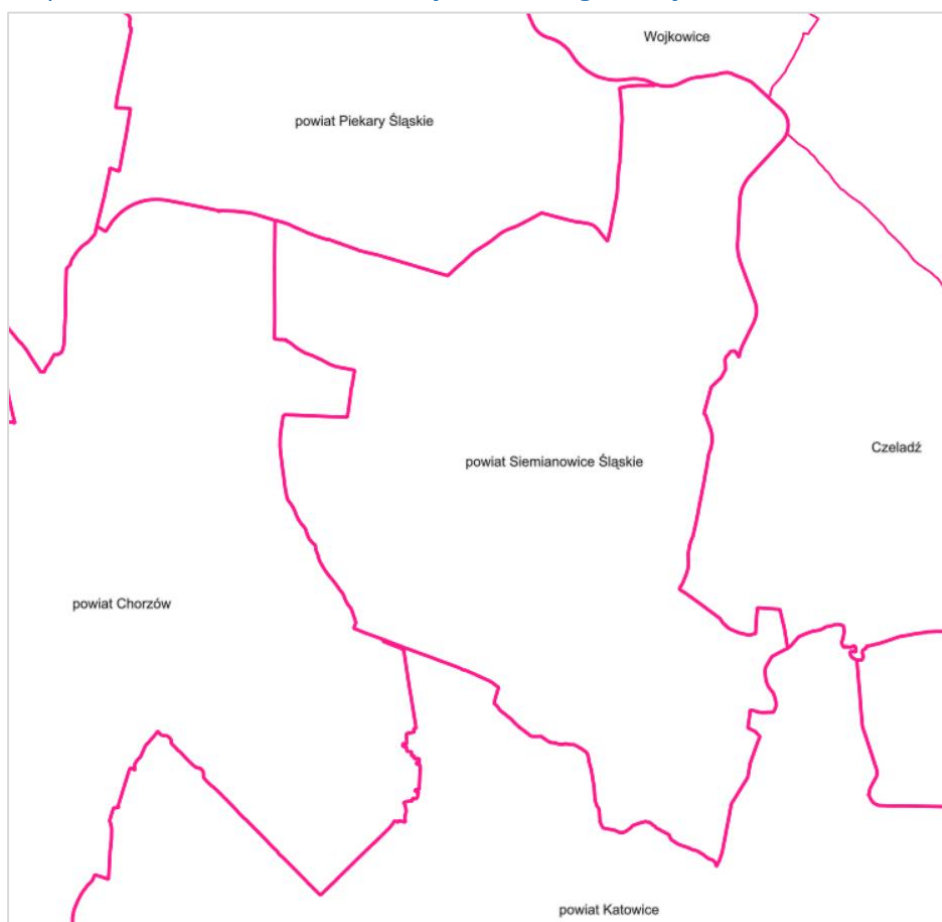 Wojkowice
powiat Piekary Śląskie
Czeladź
powiat Siemianowice Śląskie
powiat Chorzów
powiat Katowice